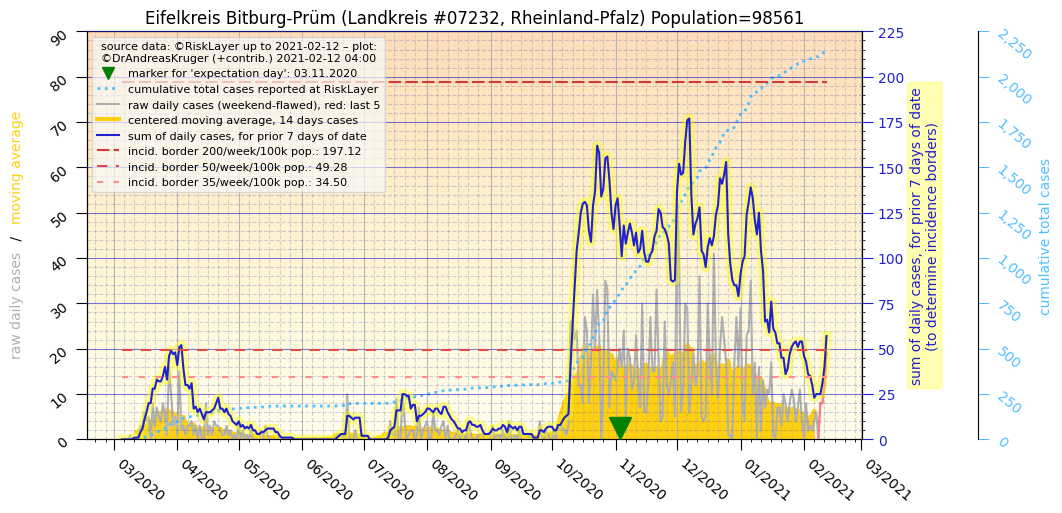 Eifelkreis Bitburg-Prüm (Landkreis #07232, Rheinland-Pfalz) Population=98561
source data: ©RiskLayer up to 2021-02-12 – plot:
©DrAndreasKruger (+contrib.) 2021-02-12 04:00
marker for 'expectation day': 03.11.2020
cumulative total cases reported at RiskLayer
raw daily cases (weekend-flawed), red: last 5
centered moving average, 14 days cases
sum of daily cases, for prior 7 days of date
incid. border 200/week/100k pop.: 197.12
incid. border 50/week/100k pop.: 49.28
incid. border 35/week/100k pop.: 34.50
raw daily cases / moving average
90
80
70
60
50
40
30
20
10
0
225
200
175
150
125
100
75
50
25
0
sum of daily cases, for prior 7 days of date
(to determine incidence borders)
2,250
2,000
1,750
1,500
1,250
1,000
750
500
250
0
cumulative total cases
03/2020
04/2020
05/2020
06/2020
07/2020
08/2020
09/2020
10/2020
11/2020
12/2020
01/2021
02/2021
03/2021